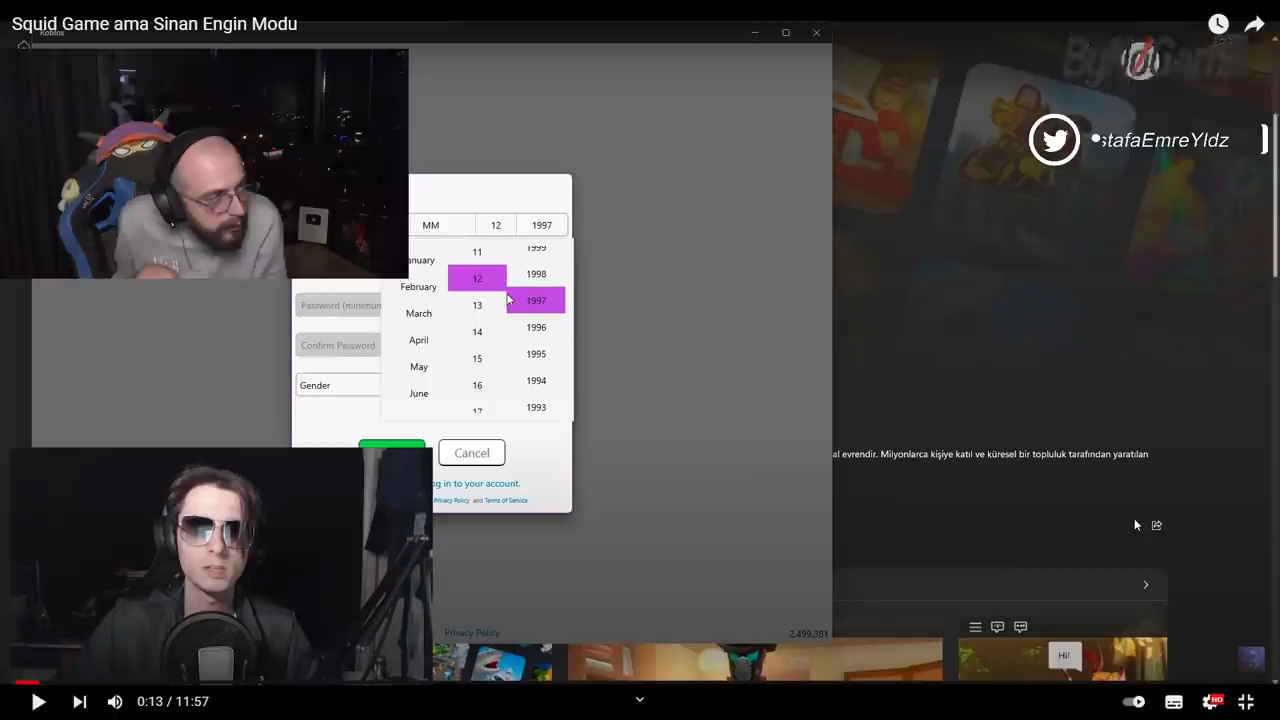 Squid Game ama Sinan Engin Modu
Roblox
•stafaEmreYldz
MM 12 1997
January
February
March
April
May
June
11
12
13
14
15
16
17
1999
1998
1997
1996
1995
1994
1993
Password (minimum
Confirm Password
Gender
Cancel
og in to your account.
Privacy Policy and Terms of Service
al evrendir. Milyonlarca kişiye katıl ve küresel bir topluluk tarafından yaratılan
Privacy Policy
2.499.381
Hi!
0:13 / 11:57
HD